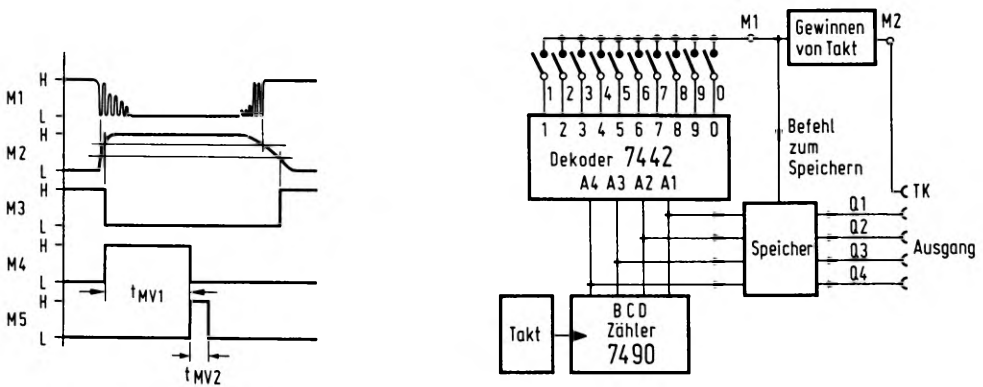 H
M1
L
H
M2
L
H
M3
L
H
M4
L
tMV1
H
M5
L
tMV2
M1
Gewinnen
von Takt
M2
1 2 3 4 5 6 7 8 9 0
1 2 3 4 5 6 7 8 9 0
Dekoder 7442
A4 A3 A2 A1
Befehl
zum
Speichern
TK
Speicher
Q1
Q2
Q3
Q4
Ausgang
Takt
BCD
Zähler
7490